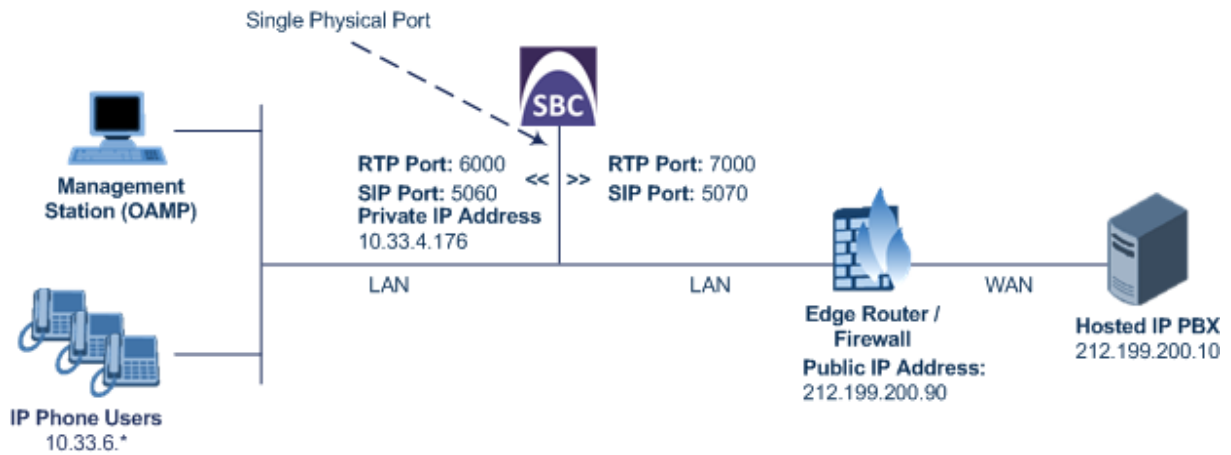 Single Physical Port
SBC
Management
Station (OAMP)
RTP Port: 6000
SIP Port: 5060
Private IP Address
10.33.4.176
<< >>
RTP Port: 7000
SIP Port: 5070
LAN
LAN
WAN
Edge Router /
Firewall
Public IP Address:
212.199.200.90
Hosted IP PBX
212.199.200.10
IP Phone Users
10.33.6.*